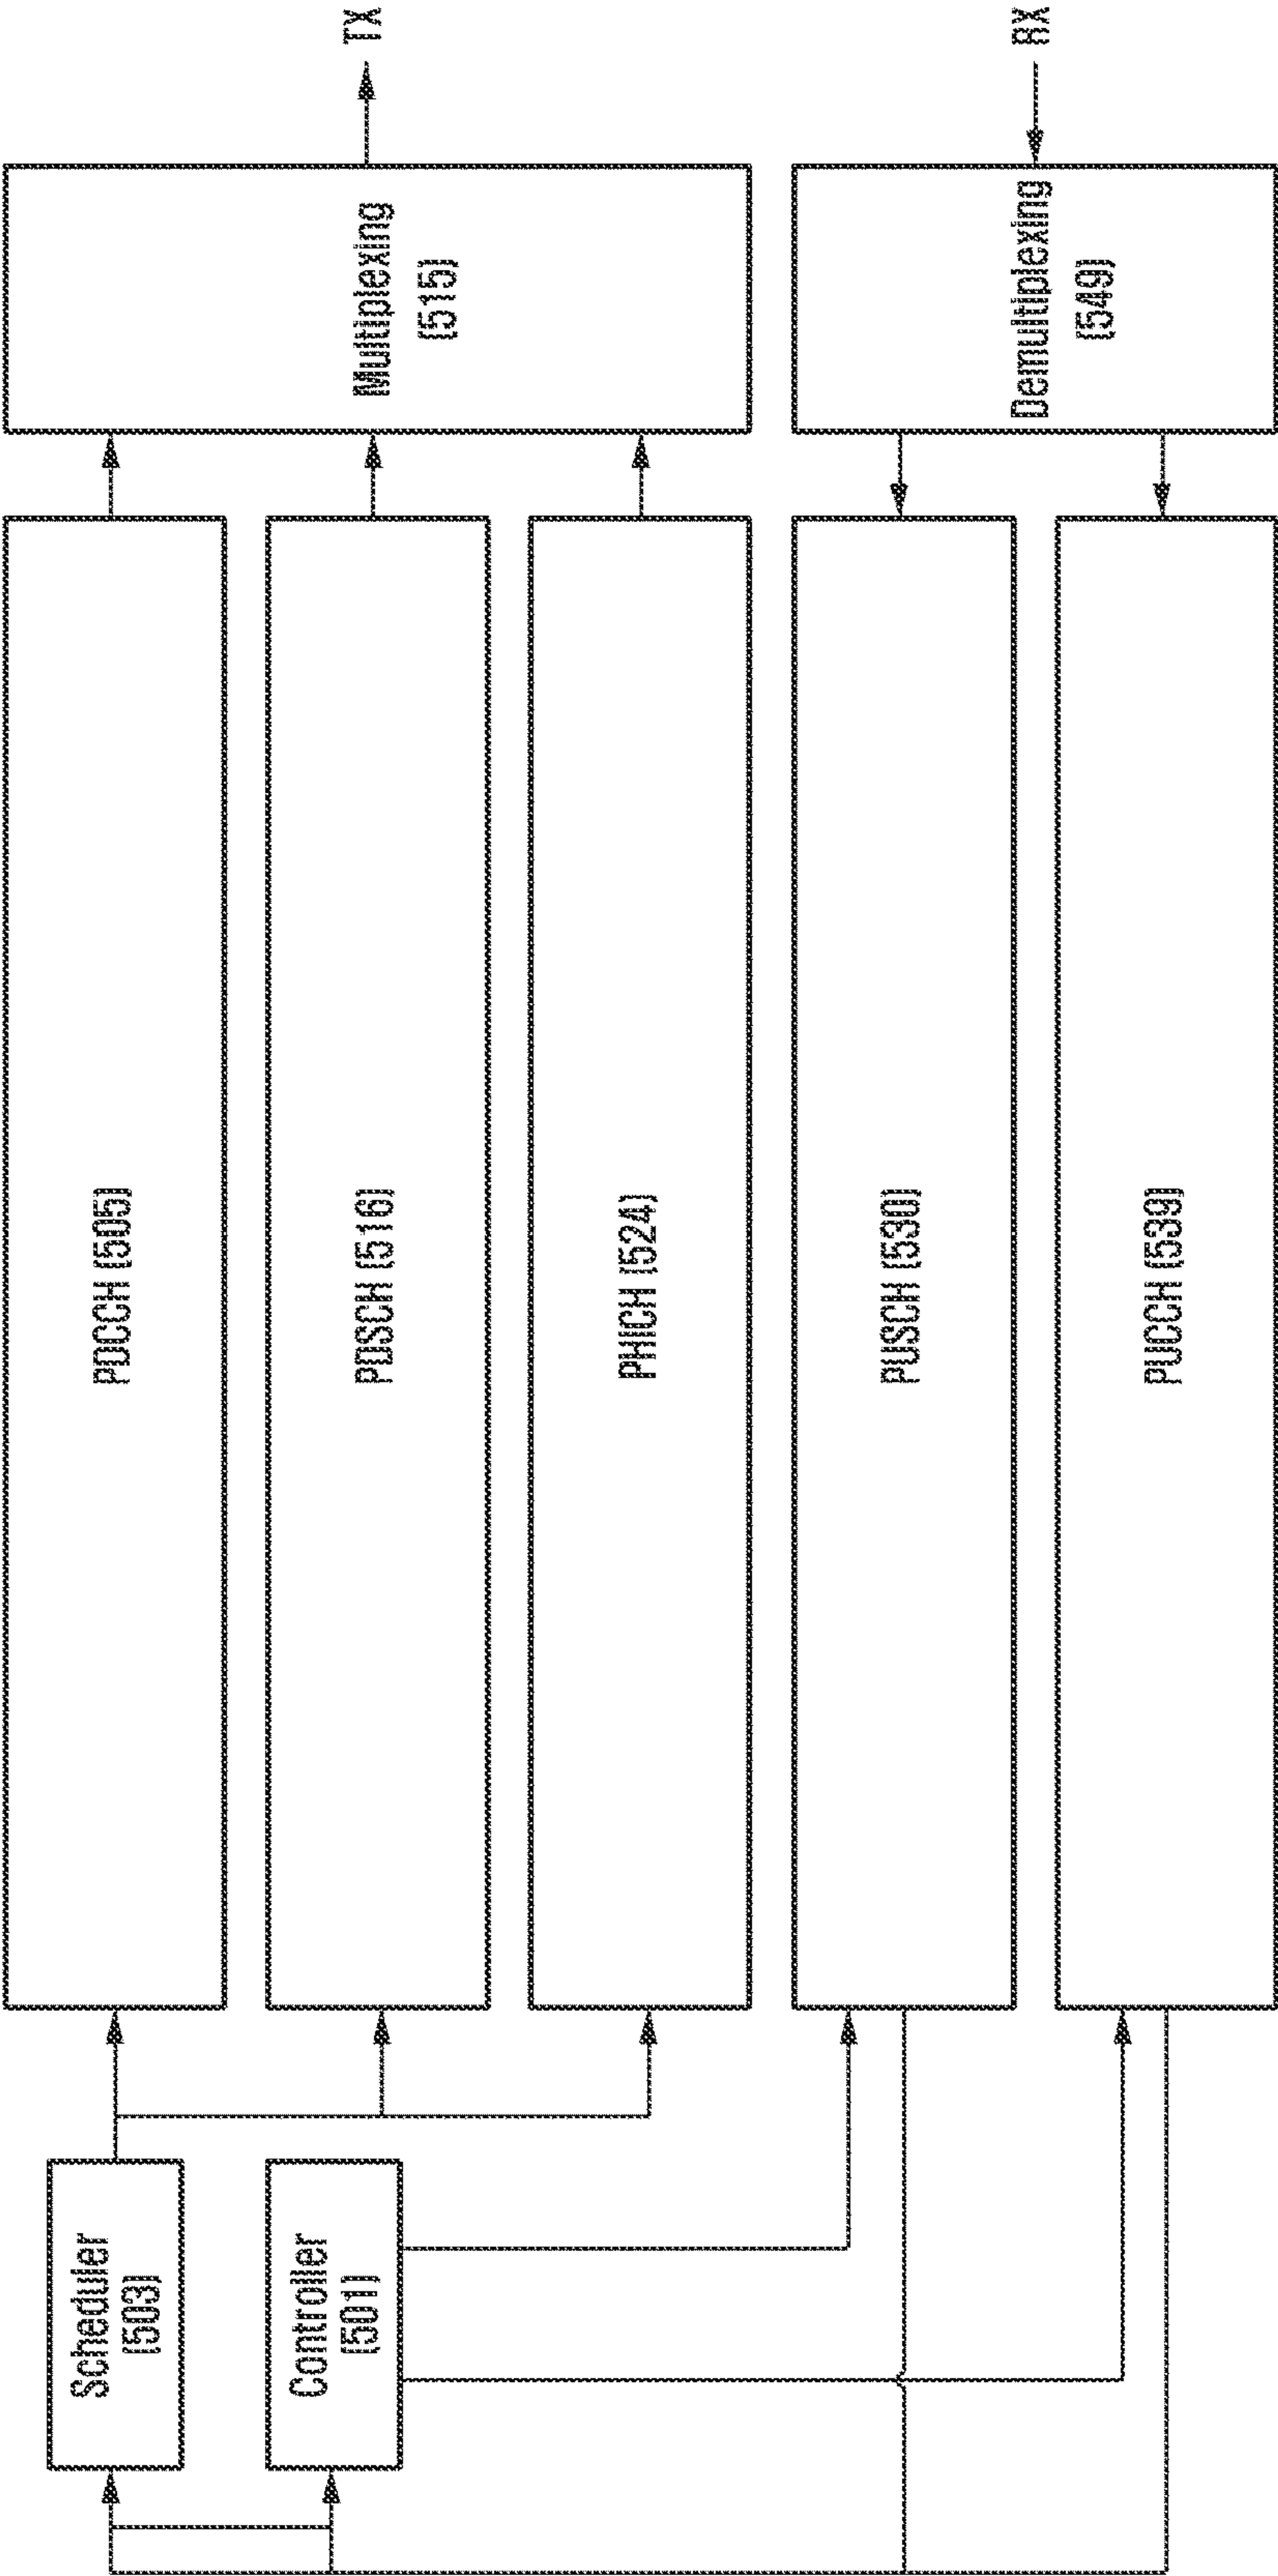 Scheduler
(503)
Controller
(501)
PDCCH (505)
PDSCH (516)
PHICH (524)
PUSCH (530)
PUCCH (539)
Multiplexing
(515)
Demultiplexing
(549)
TX
RX